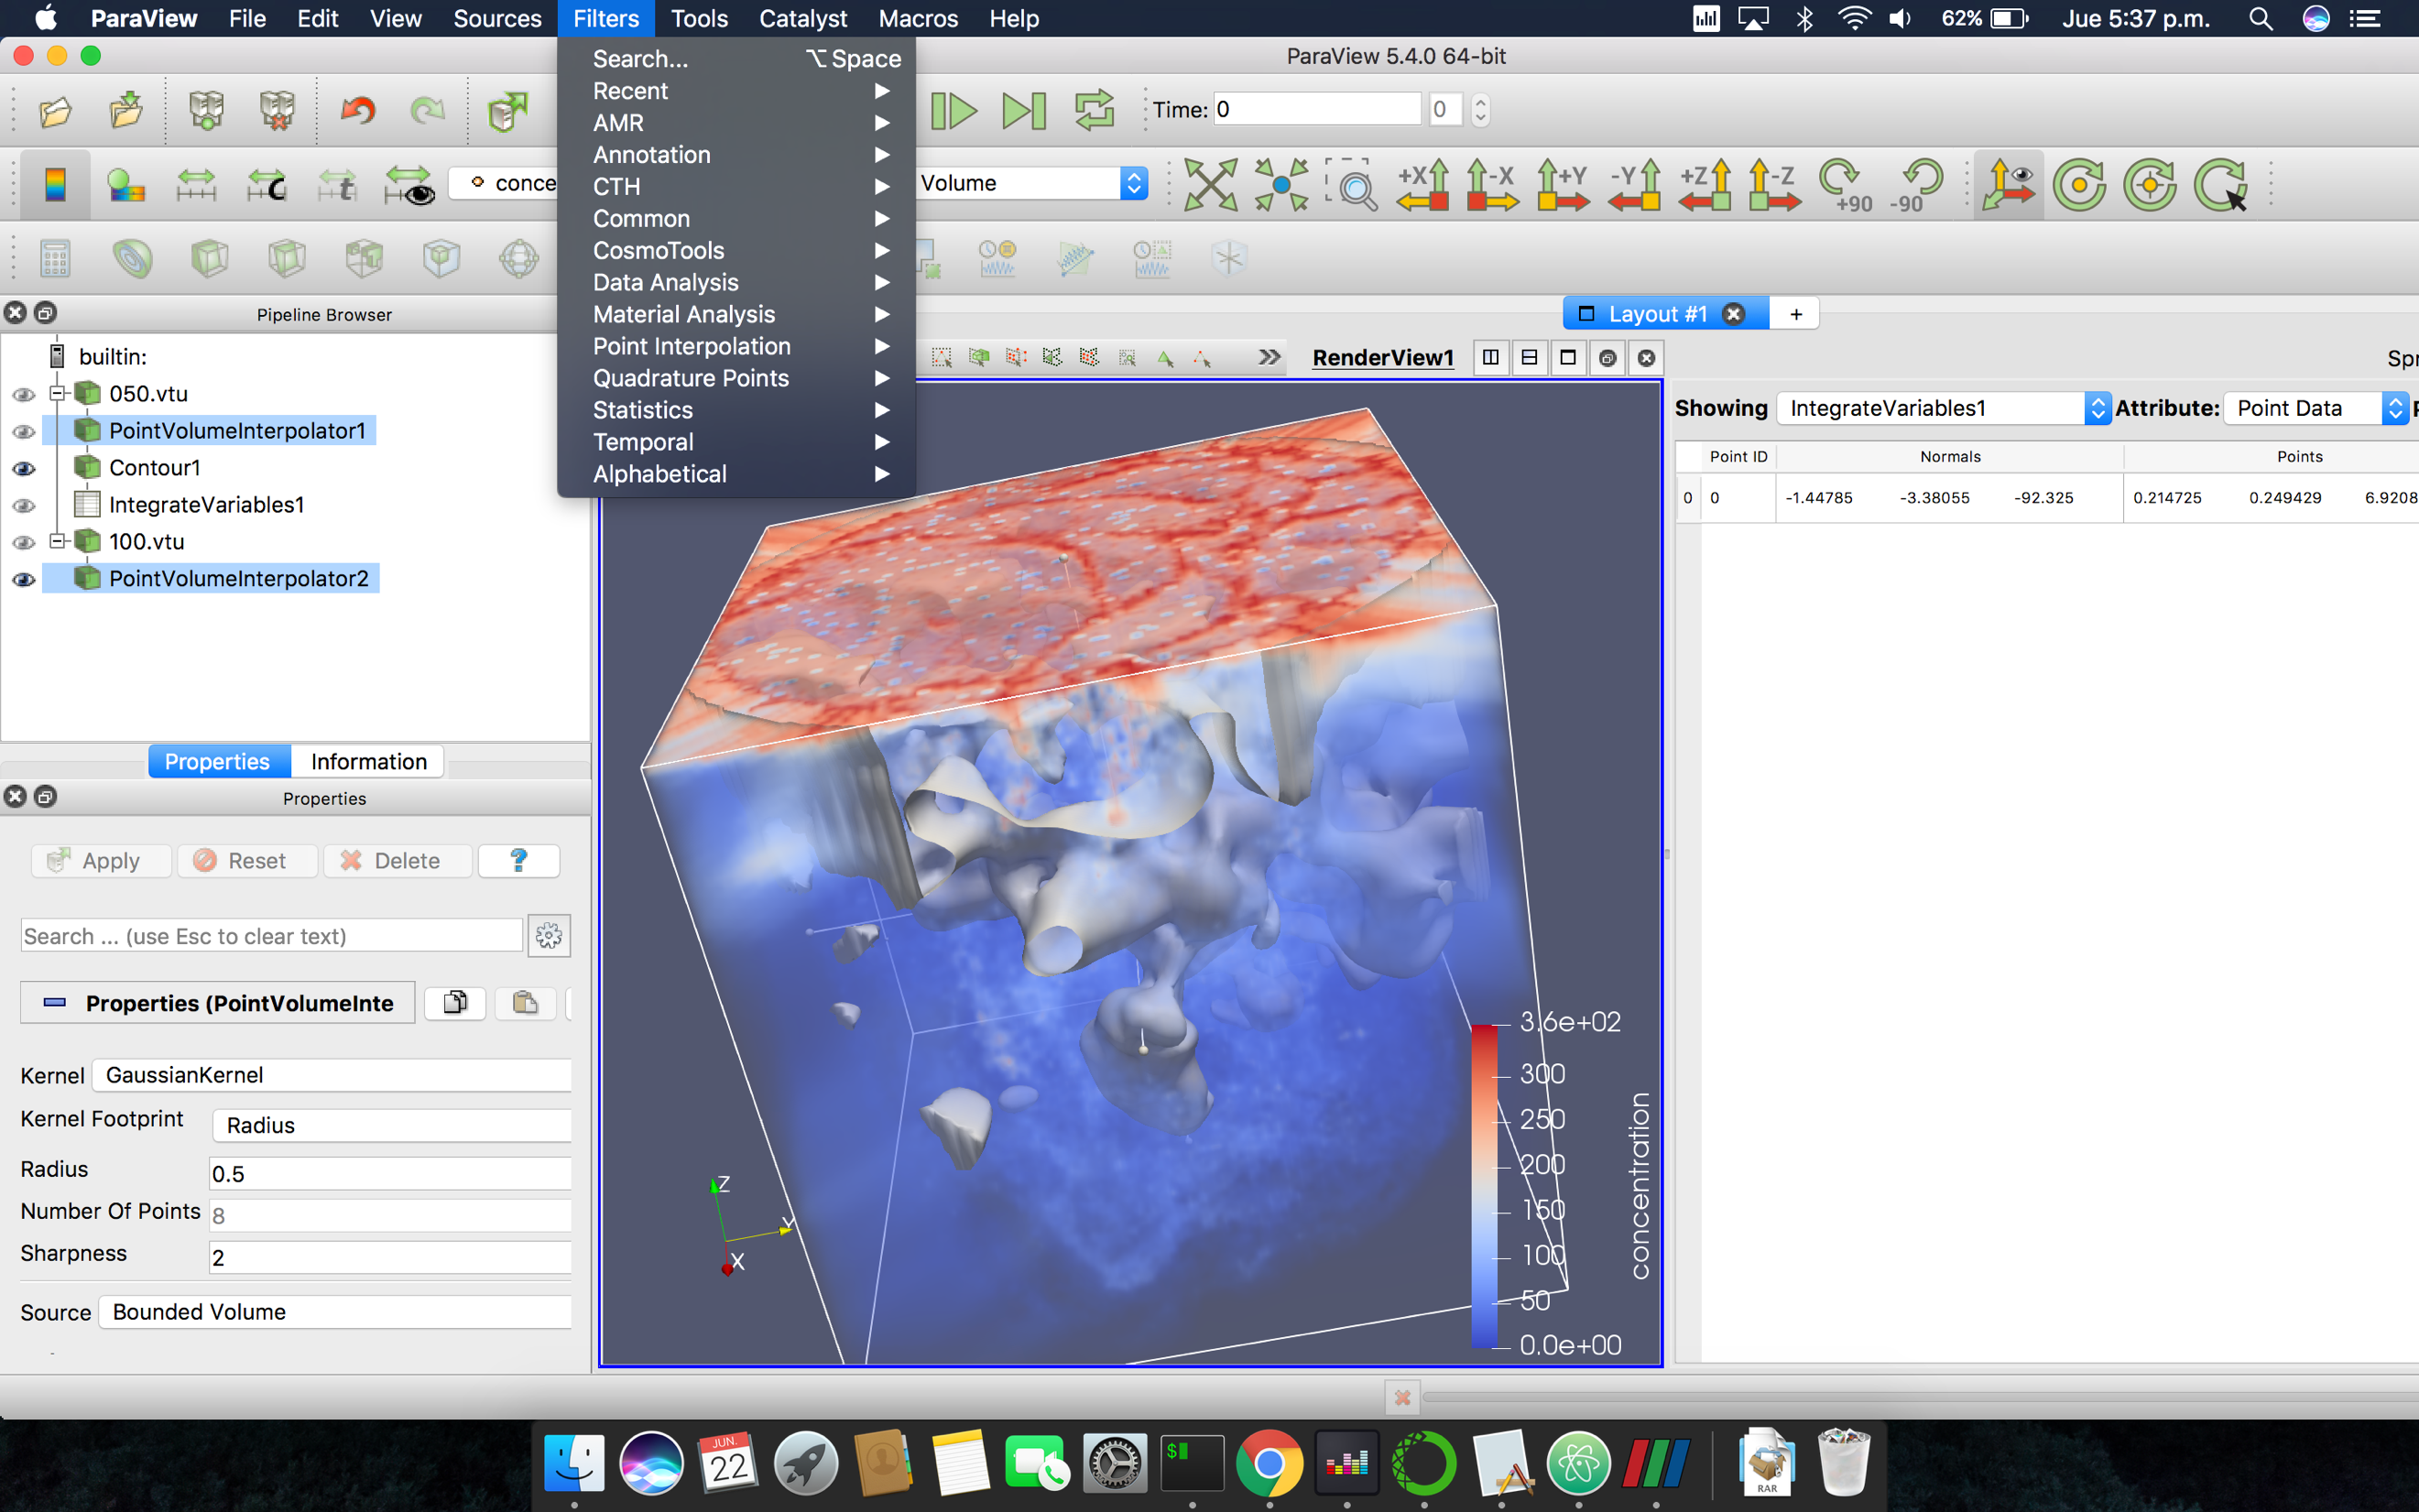 ParaView File Edit View Sources Filters Tools Catalyst Macros Help 62% Jue 5:37 p.m.
ParaView 5.4.0 64-bit
Search... ⌥Space
Recent
AMR
Annotation
CTH
Common
CosmoTools
Data Analysis
Material Analysis
Point Interpolation
Quadrature Points
Statistics
Temporal
Alphabetical
Time: 0 0
C t conce Volume +X -X +Y -Y +Z -Z +90 -90
Pipeline Browser
builtin:
050.vtu
PointVolumeInterpolator1
Contour1
IntegrateVariables1
100.vtu
PointVolumeInterpolator2
Properties Information
Properties
Apply Reset Delete ?
Search ... (use Esc to clear text)
Properties (PointVolumeInte
Kernel GaussianKernel
Kernel Footprint Radius
Radius 0.5
Number Of Points 8
Sharpness 2
Source Bounded Volume
Layout #1 +
RenderView1
Z
Y
X
3.6e+02
300
250
200
150
100
50
0.0e+00
concentration
Spr
Showing IntegrateVariables1 Attribute: Point Data
Point ID Normals Points
0 0 -1.44785 -3.38055 -92.325 0.214725 0.249429 6.9208
JUN.
22
$
RAR